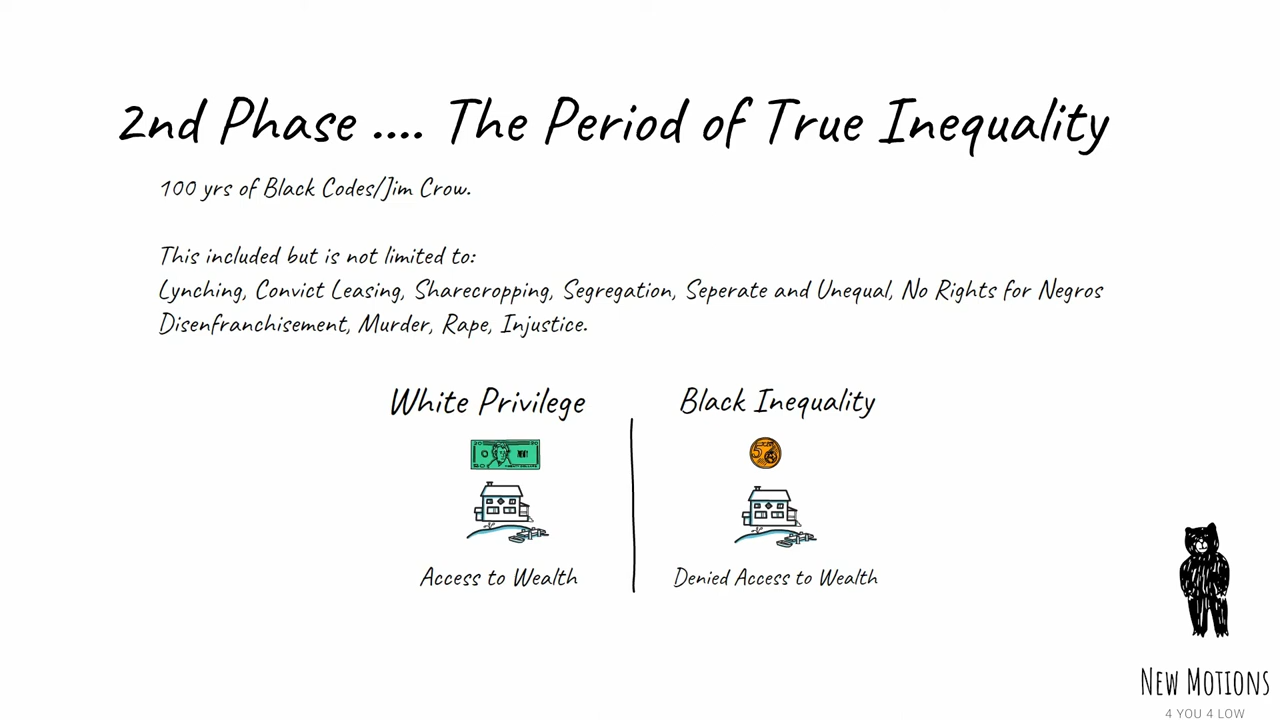 2nd Phase .... The Period of True Inequality
100 yrs of Black Codes/Jim Crow.
This included but is not limited to:
Lynching, Convict Leasing, Sharecropping, Segregation, Seperate and Unequal, No Rights for Negros
Disenfranchisement, Murder, Rape, Injustice.
White Privilege
Black Inequality
Access to Wealth
Denied Access to Wealth
New Motions
4 YOU 4 LOW